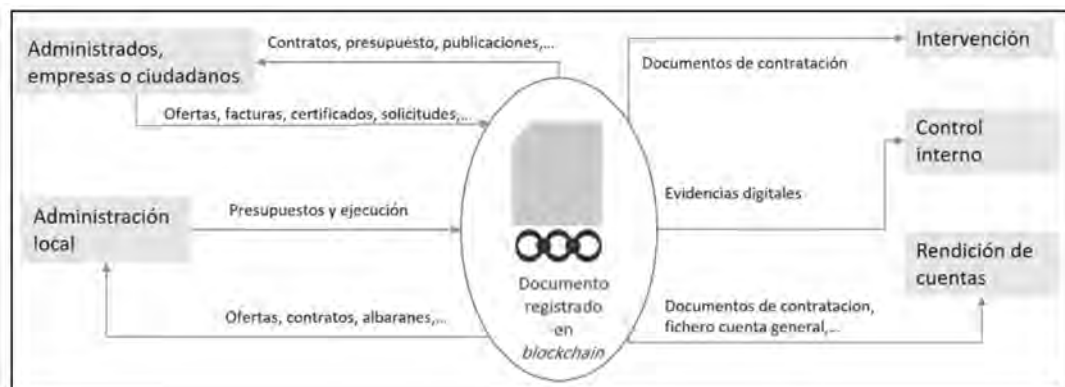 Administrados,
empresas o ciudadanos
Contratos, presupuesto, publicaciones,...
Ofertas, facturas, certificados, solicitudes,...
Administración
local
Presupuestos y ejecución
Ofertas, contratos, albaranes,...
Documento
registrado
en
blockchain
Documentos de contratación
Intervención
Evidencias digitales
Control
interno
Documentos de contratacion,
fichero cuenta general,...
Rendición de
cuentas